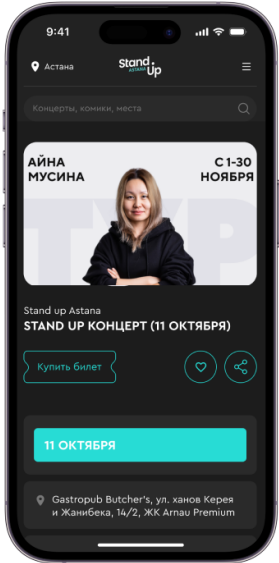 9:41
Астана
Stand
ASTANA Up
Концерты, комики, места
АЙНА
МУСИНА
С 1-30
НОЯБРЯ
ТУР
Stand up Astana
STAND UP КОНЦЕРТ (11 ОКТЯБРЯ)
Купить билет
11 ОКТЯБРЯ
Gastropub Butcher's, ул. ханов Керея
и Жанибека, 14/2, ЖК Arnau Premium